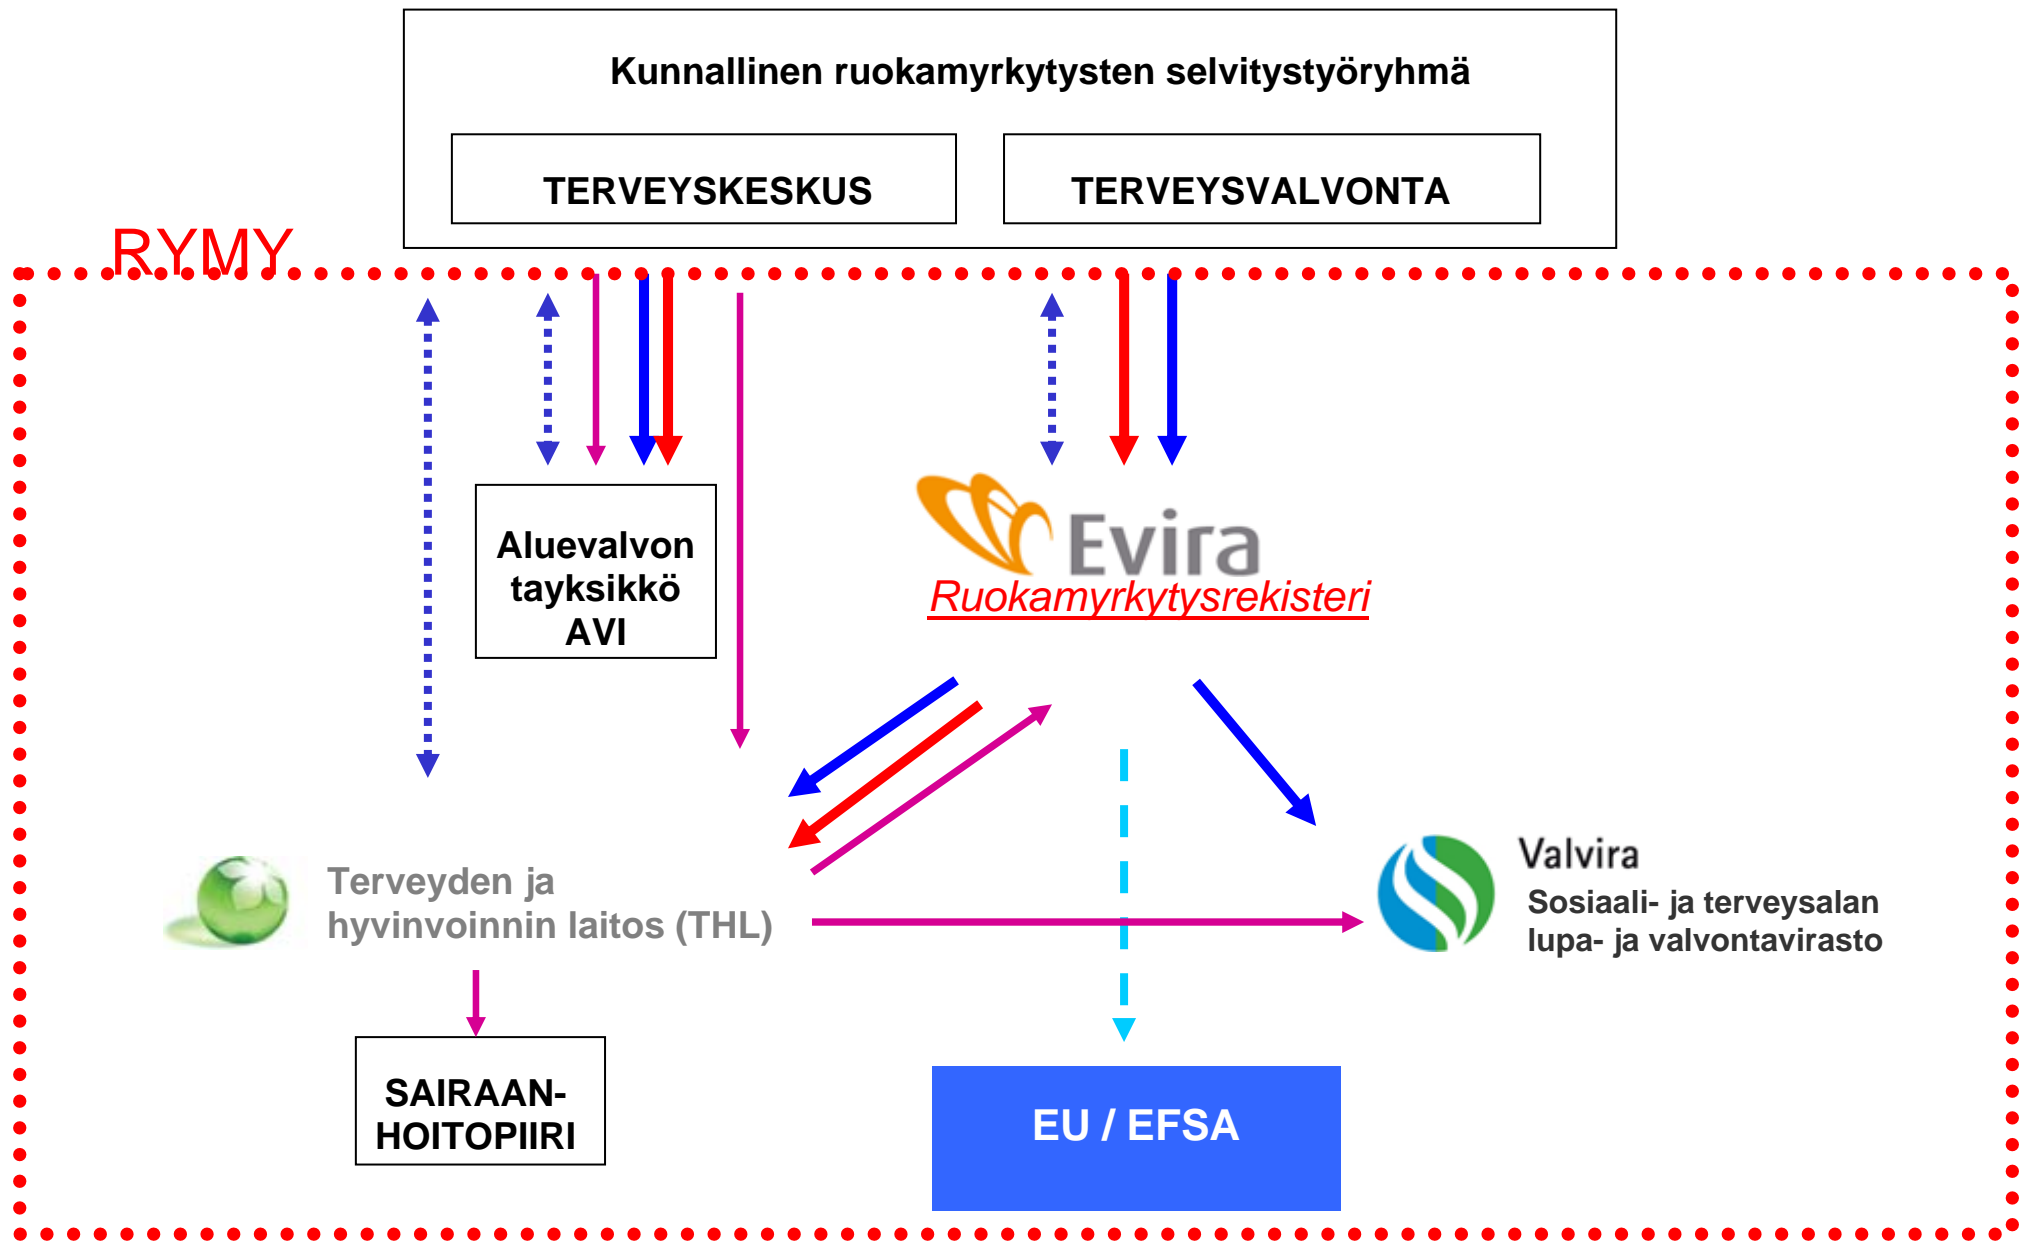 Kunnallinen ruokamyrkytysten selvitystyöryhmä
TERVEYSKESKUS
TERVEYSVALVONTA
RYMY
Aluevalvon
tayksikkö
AVI
Evira
Ruokamyrkytysrekisteri
Terveyden ja
hyvinvoinnin laitos (THL)
Valvira
Sosiaali- ja terveysalan
lupa- ja valvontavirasto
SAIRAAN-
HOITOPIIRI
EU / EFSA